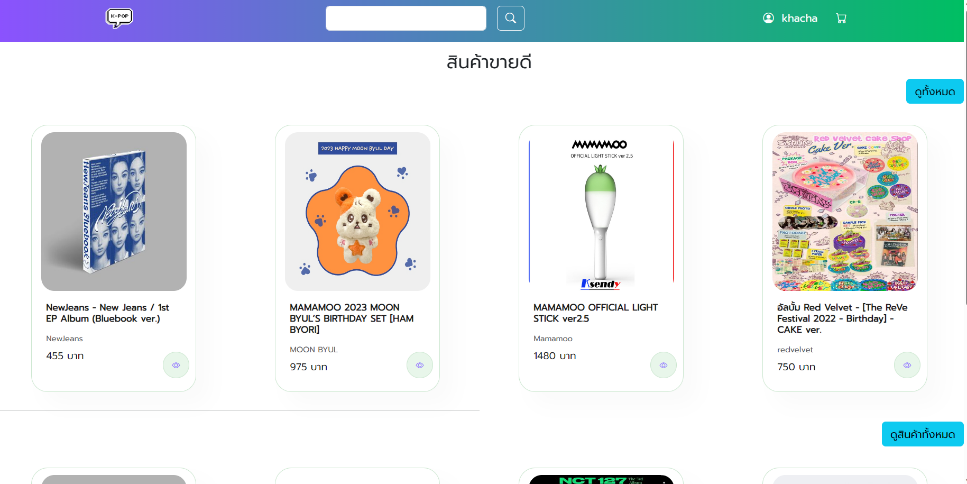 K-POP
khacha
สินค้าขายดี
ดูทั้งหมด
NewJeans Bluebook
2023 HAPPY MOON BYUL DAY
MAMAMOO
OFFICIAL LIGHT STICK ver2.5
Ksendy
Red Velvet Cake Shop
Cake Ver.
NewJeans - New Jeans / 1st
EP Album (Bluebook ver.)
NewJeans
455 บาท
MAMAMOO 2023 MOON
BYUL'S BIRTHDAY SET [HAM
BYORI]
MOON BYUL
975 บาท
MAMAMOO OFFICIAL LIGHT
STICK ver2.5
Mamamoo
1480 บาท
อัลบั้ม Red Velvet - [The ReVe
Festival 2022 - Birthday] -
CAKE ver.
redvelvet
750 บาท
ดูสินค้าทั้งหมด
NCT 127